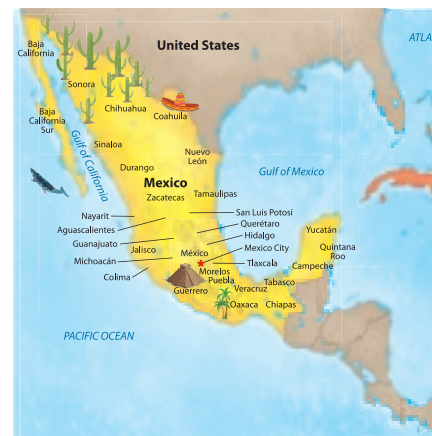 ATLA
Baja
California
United States
Sonora
Chihuahua
Coahuila
Baja
California
Sur
Gulf of California
Sinaloa
Nuevo
León
Durango
Gulf of Mexico
Mexico
Zacatecas
Tamaulipas
Nayarit
San Luis Potosí
Aguascalientes
Querétaro
Yucatán
Guanajuato
Hidalgo
Jalisco
Mexico City
Quintana
Roo
Michoacán
México
Tlaxcala
Campeche
Colima
Morelos
Puebla
Tabasco
Guerrero
Veracruz
Oaxaca
Chiapas
PACIFIC OCEAN